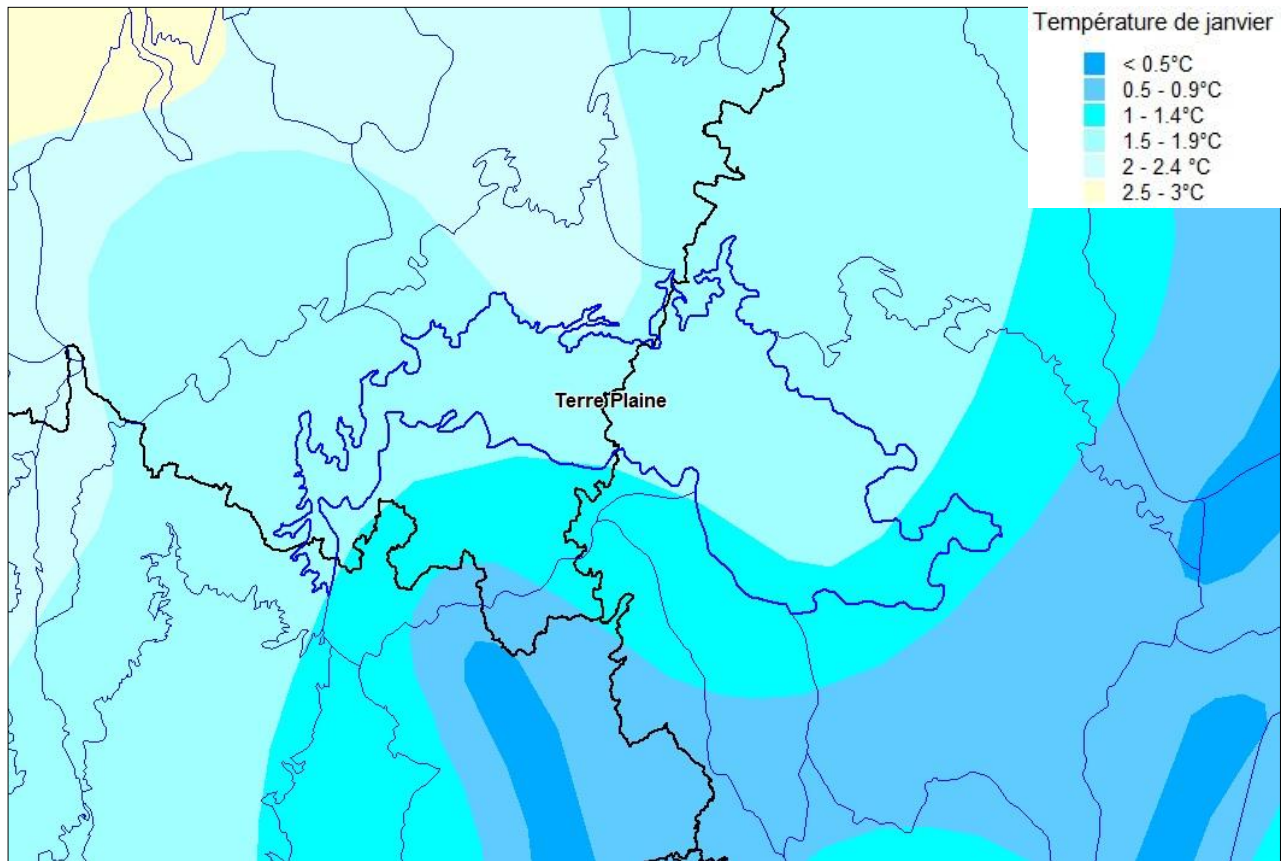 Température de janvier
< 0.5°C
0.5 - 0.9°C
1 - 1.4°C
1.5 - 1.9°C
2 - 2.4 °C
2.5 - 3°C
Terre Plaine